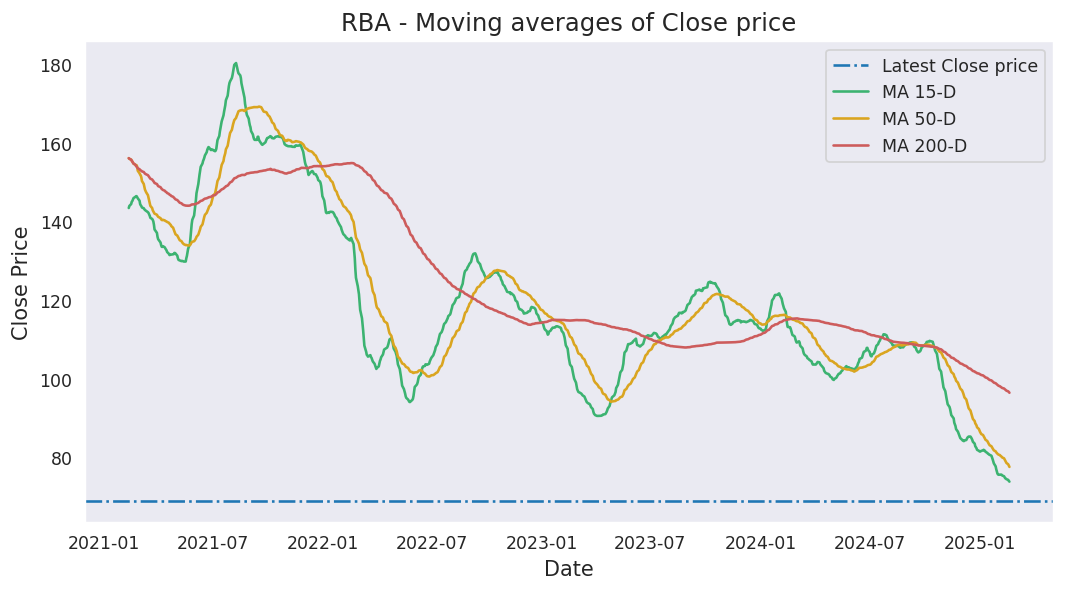 RBA - Moving averages of Close price
Latest Close price
MA 15-D
MA 50-D
MA 200-D
Close Price
180
160
140
120
100
80
2021-01 2021-07 2022-01 2022-07 2023-01 2023-07 2024-01 2024-07 2025-01
Date